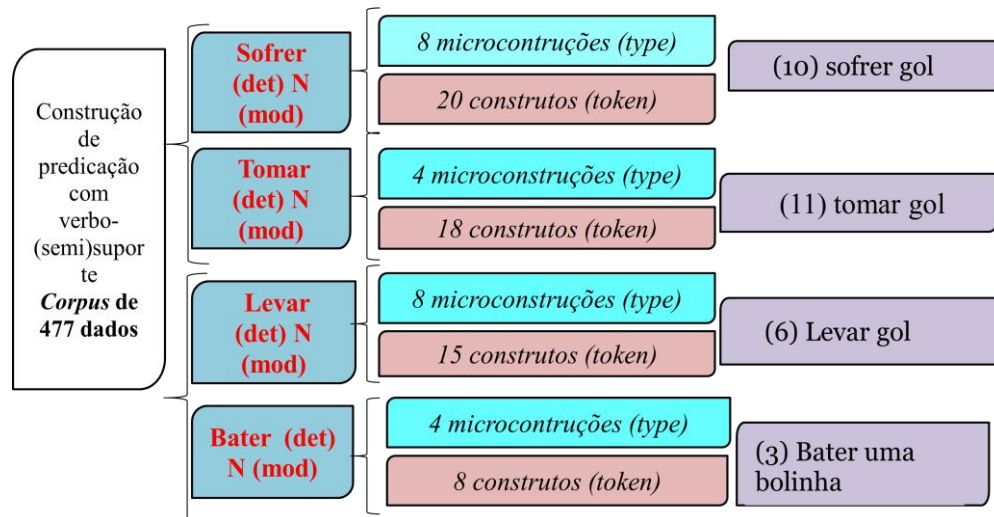 Construção
de
predicação
com
verbo-
(semi)supor
te
Corpus de
477 dados
Sofrer
(det) N
(mod)
8 microcontruções (type)
20 construtos (token)
(10) sofrer gol
Tomar
(det) N
(mod)
4 microconstruções (type)
18 construtos (token)
(11) tomar gol
Levar
(det) N
(mod)
8 microconstruções (type)
15 construtos (token)
(6) Levar gol
Bater (det)
N (mod)
4 microcontruções (type)
8 construtos (token)
(3) Bater uma
bolinha